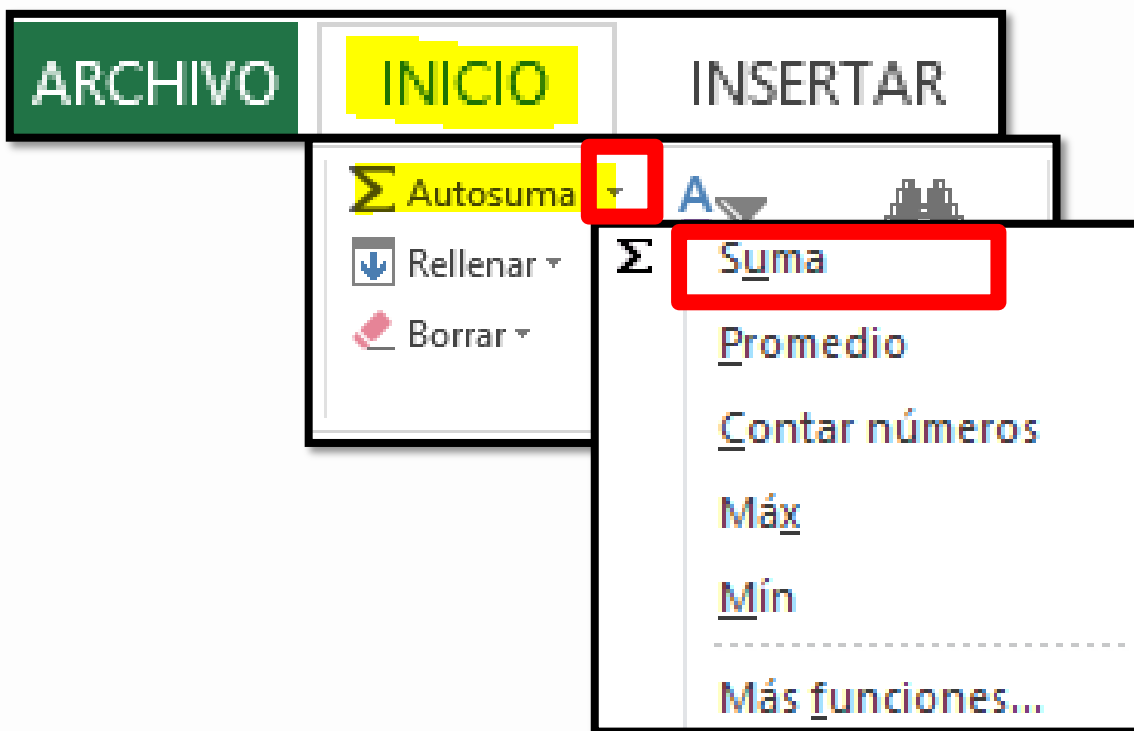 ARCHIVO INICIO INSERTAR
Σ Autosuma
Rellenar
Borrar
A
Σ Suma
Promedio
Contar números
Máx
Mín
Más funciones...